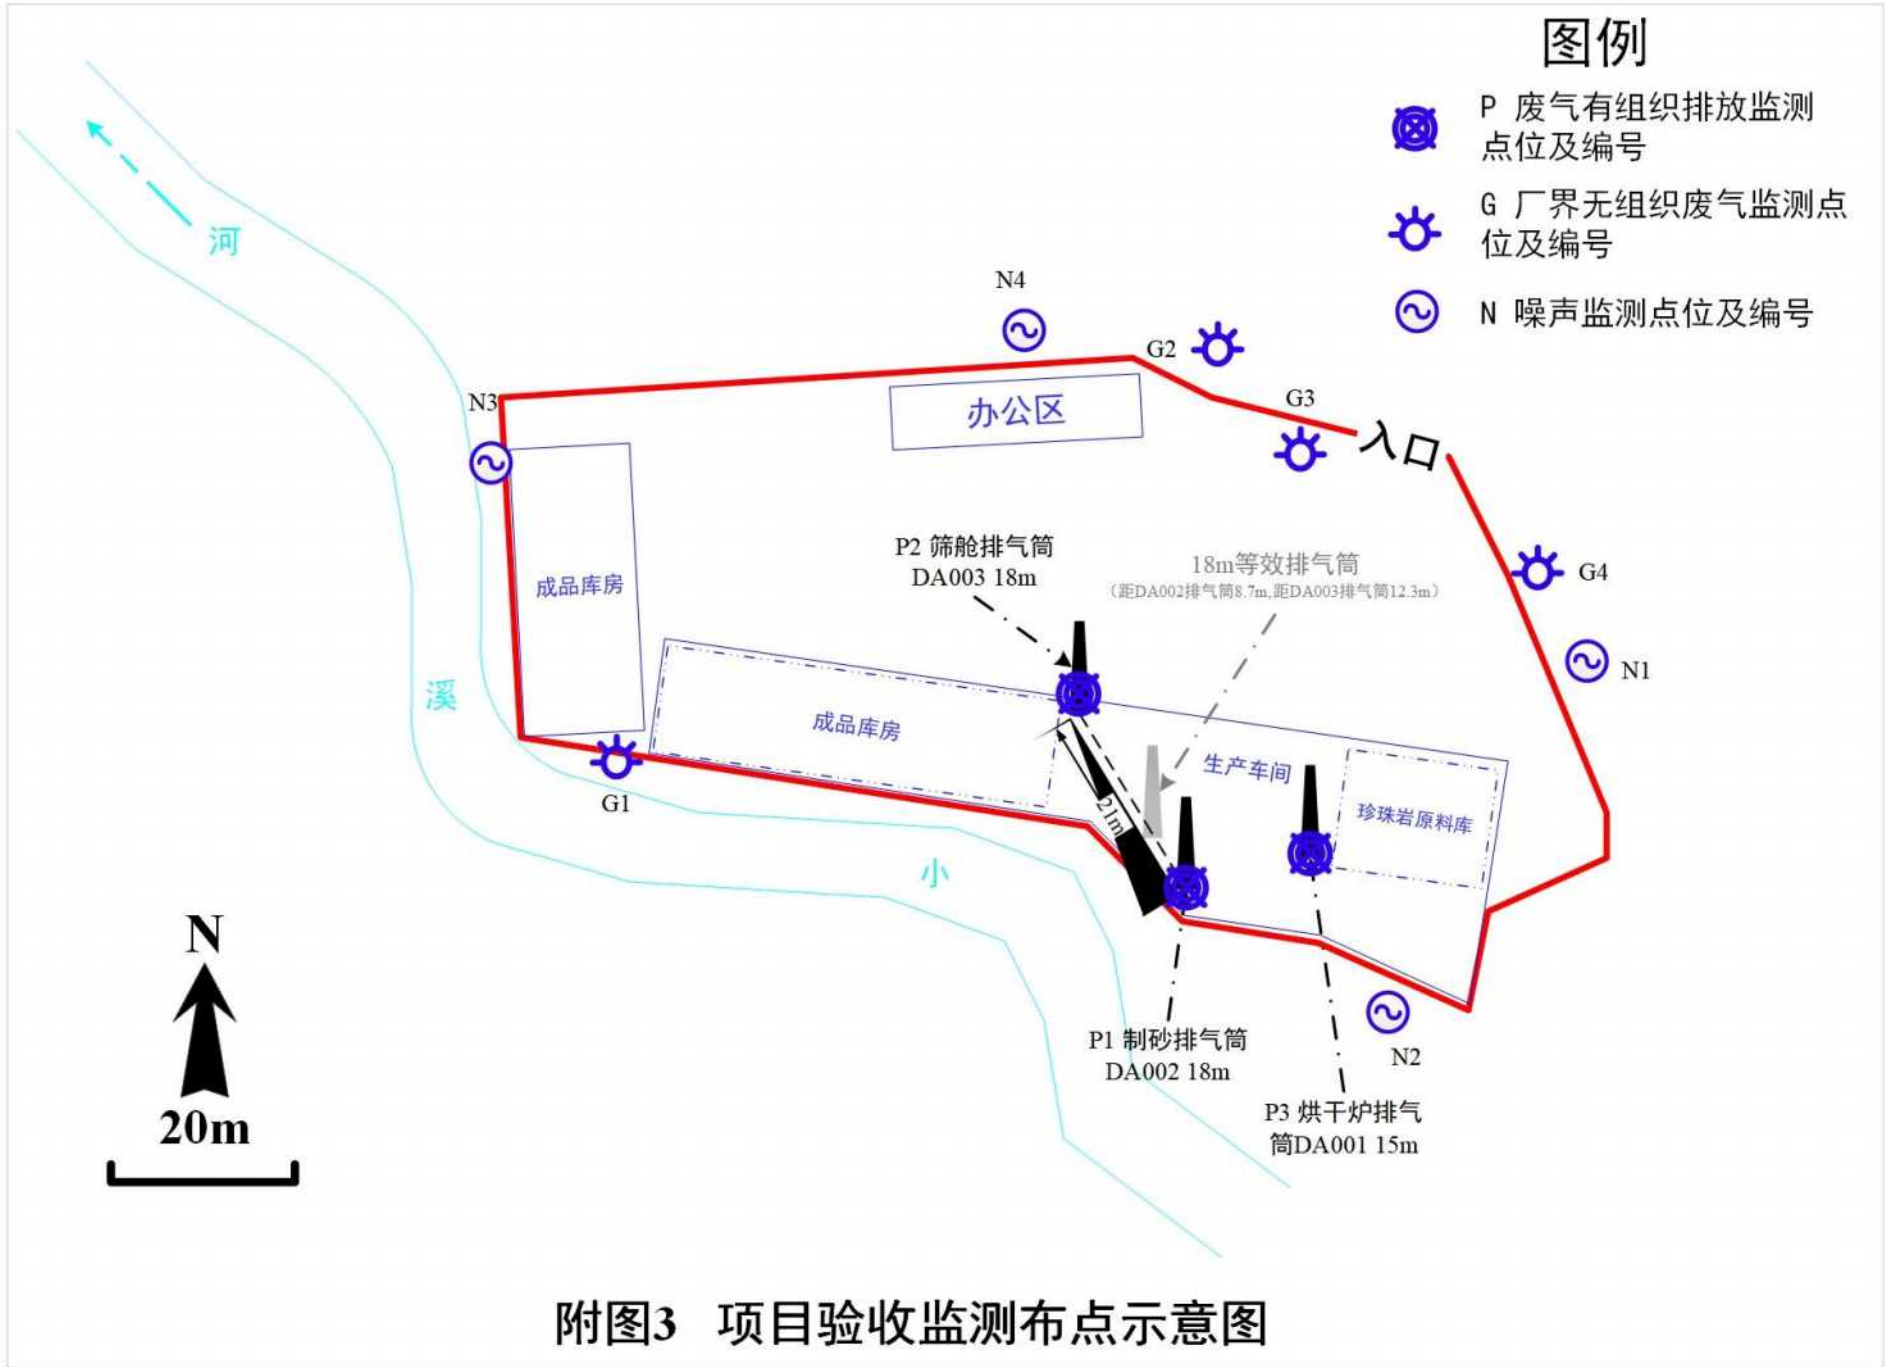 图例
P 废气有组织排放监测
点位及编号
G 厂界无组织废气监测点
位及编号
N 噪声监测点位及编号
河
N4
G2
G3
N3
入口
办公区
P2 筛舱排气筒
DA003 18m
18m等效排气筒
（距DA002排气筒8.7m,距DA003排气筒12.3m）
G4
成品库房
N1
溪
成品库房
生产车间
珍珠岩原料库
G1
21m
小
N
20m
P1 制砂排气筒
DA002 18m
N2
P3 烘干炉排气
筒DA001 15m
附图3 项目验收监测布点示意图